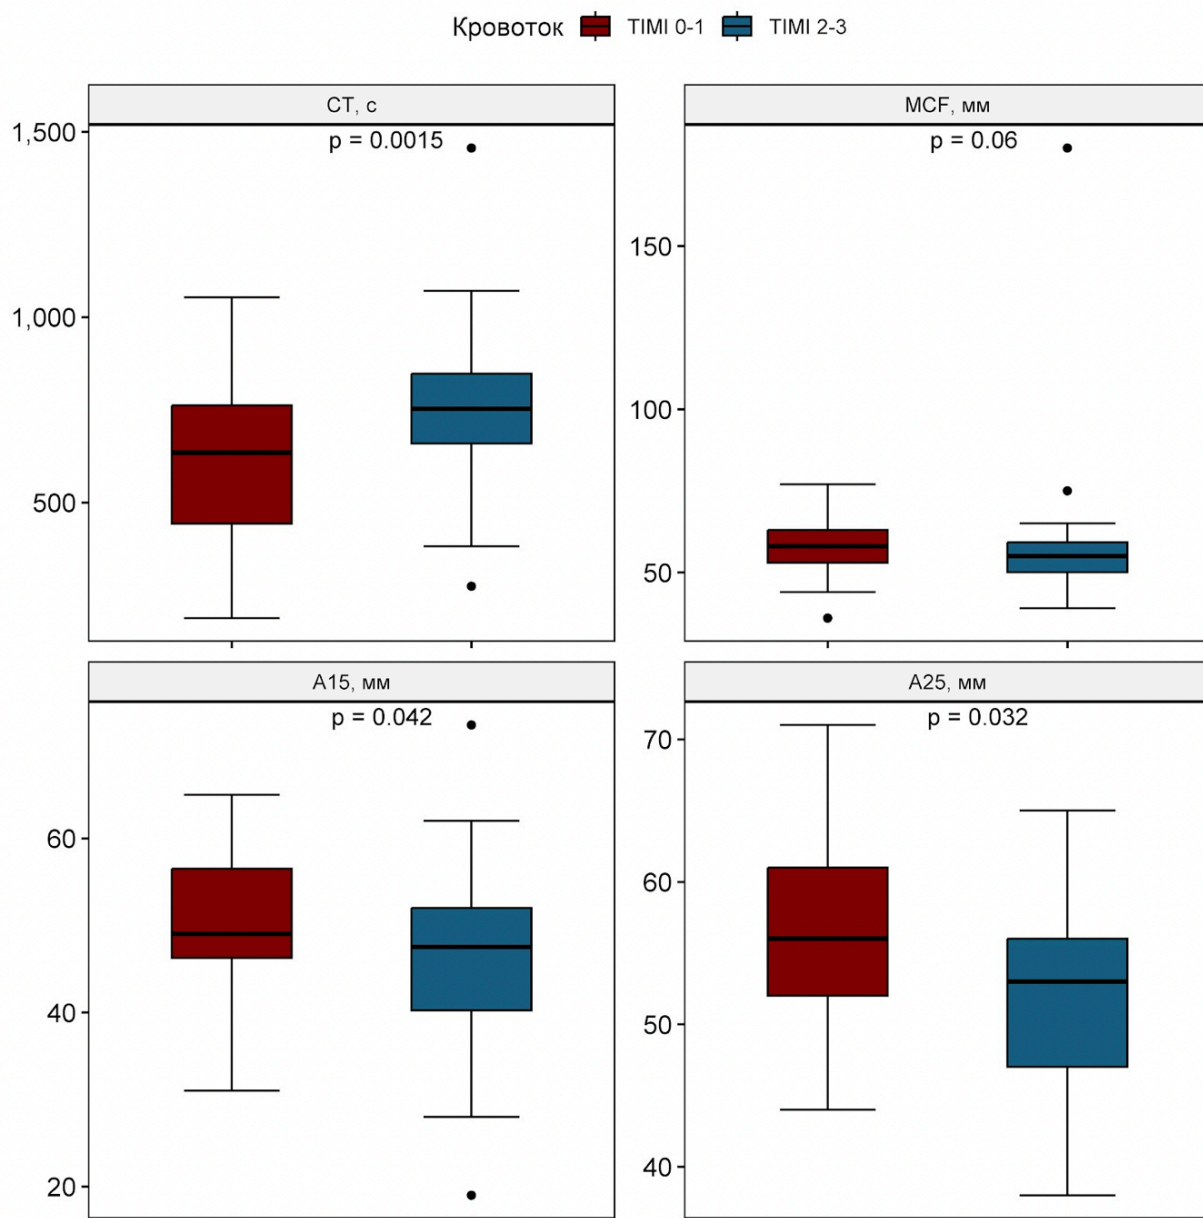 Кровоток TIMI 0-1 TIMI 2-3
CT, с
p = 0.0015
1,500
1,000
500
MCF, мм
p = 0.06
150
100
50
A15, мм
p = 0.042
60
40
20
A25, мм
p = 0.032
70
60
50
40